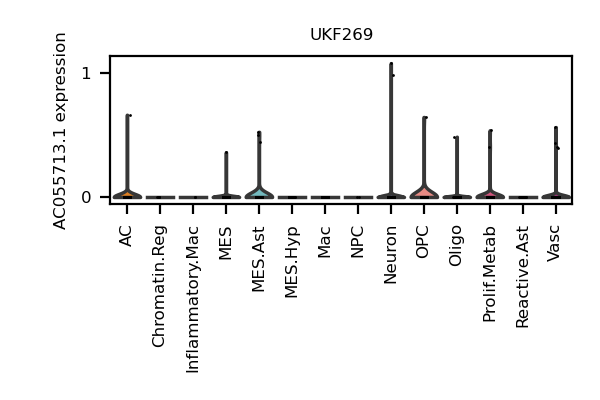 UKF269
AC055713.1 expression
1
0
AC
Chromatin.Reg
Inflammatory.Mac
MES
MES.Ast
MES.Hyp
Mac
NPC
Neuron
OPC
Oligo
Prolif.Metab
Reactive.Ast
Vasc